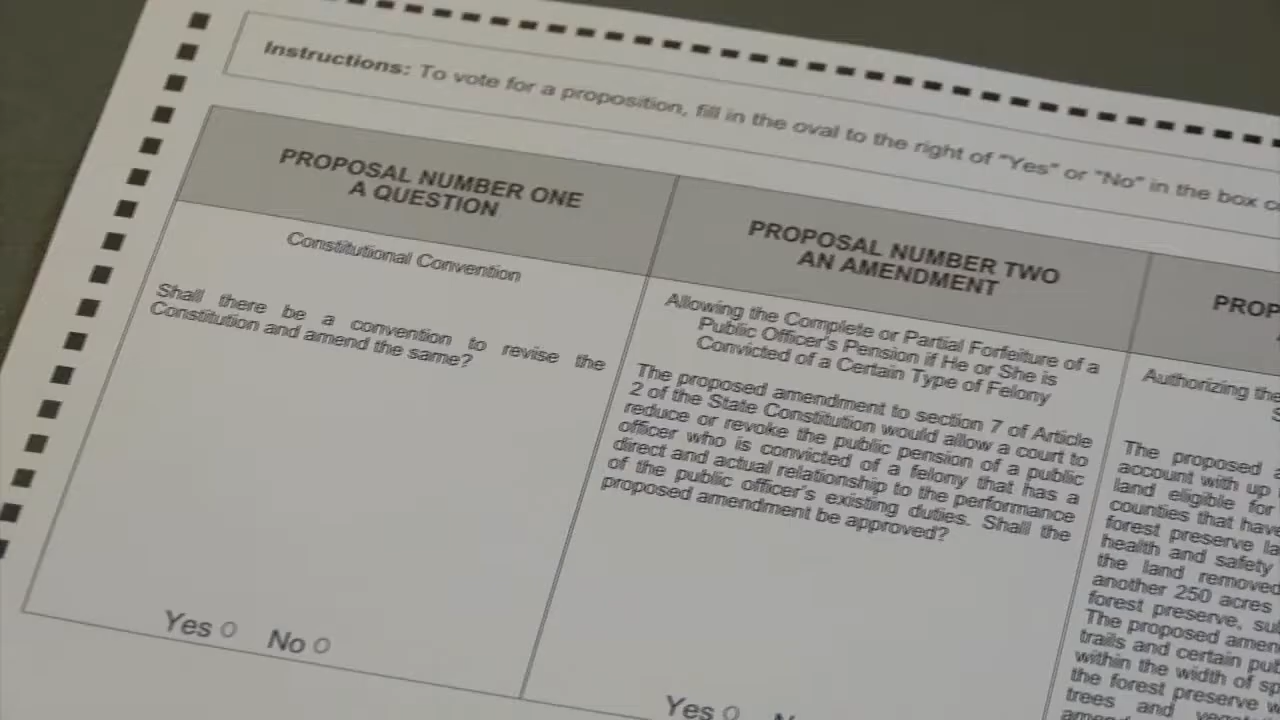 Instructions: To vote for a proposition, fill in the oval to the right of "Yes" or "No" in the box
PROPOSAL NUMBER ONE
A QUESTION
Constitutional Convention
Shall there be a convention to revise the
Constitution and amend the same?
Yes No
PROPOSAL NUMBER TWO
AN AMENDMENT
Allowing the Complete or Partial Forfeiture of a
Public Officer's Pension if He or She is
Convicted of a Certain Type of Felony
The proposed amendment to section 7 of Article
2 of the State Constitution would allow a court to
reduce or revoke the public pension of a public
officer who is convicted of a felony that has a
direct and actual relationship to the performance
of the public officer's existing duties. Shall the
proposed amendment be approved?
Yes
Authorizing the
The proposed
account with up
land eligible for
counties that have
forest preserve
health and safety
the land removed
another 250 acres
forest preserve,
The proposed
trails and certain
within the width of
the forest preserve
trees and